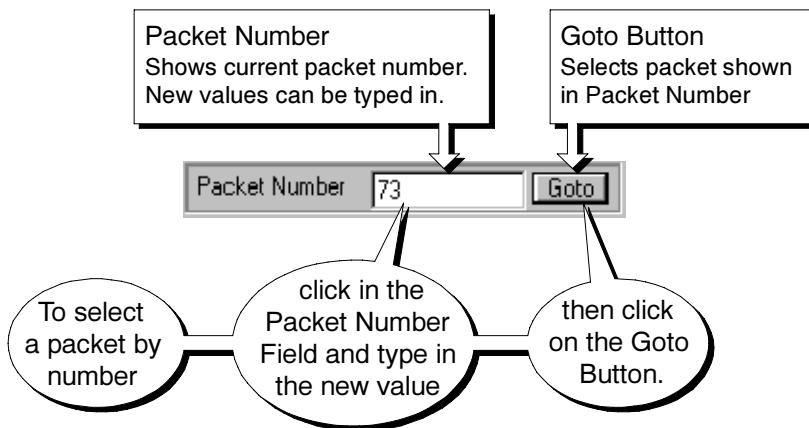 Packet Number
Shows current packet number.
New values can be typed in.
Goto Button
Selects packet shown
in Packet Number
Packet Number 73 Goto
To select
a packet by
number
click in the
Packet Number
Field and type in
the new value
then click
on the Goto
Button.